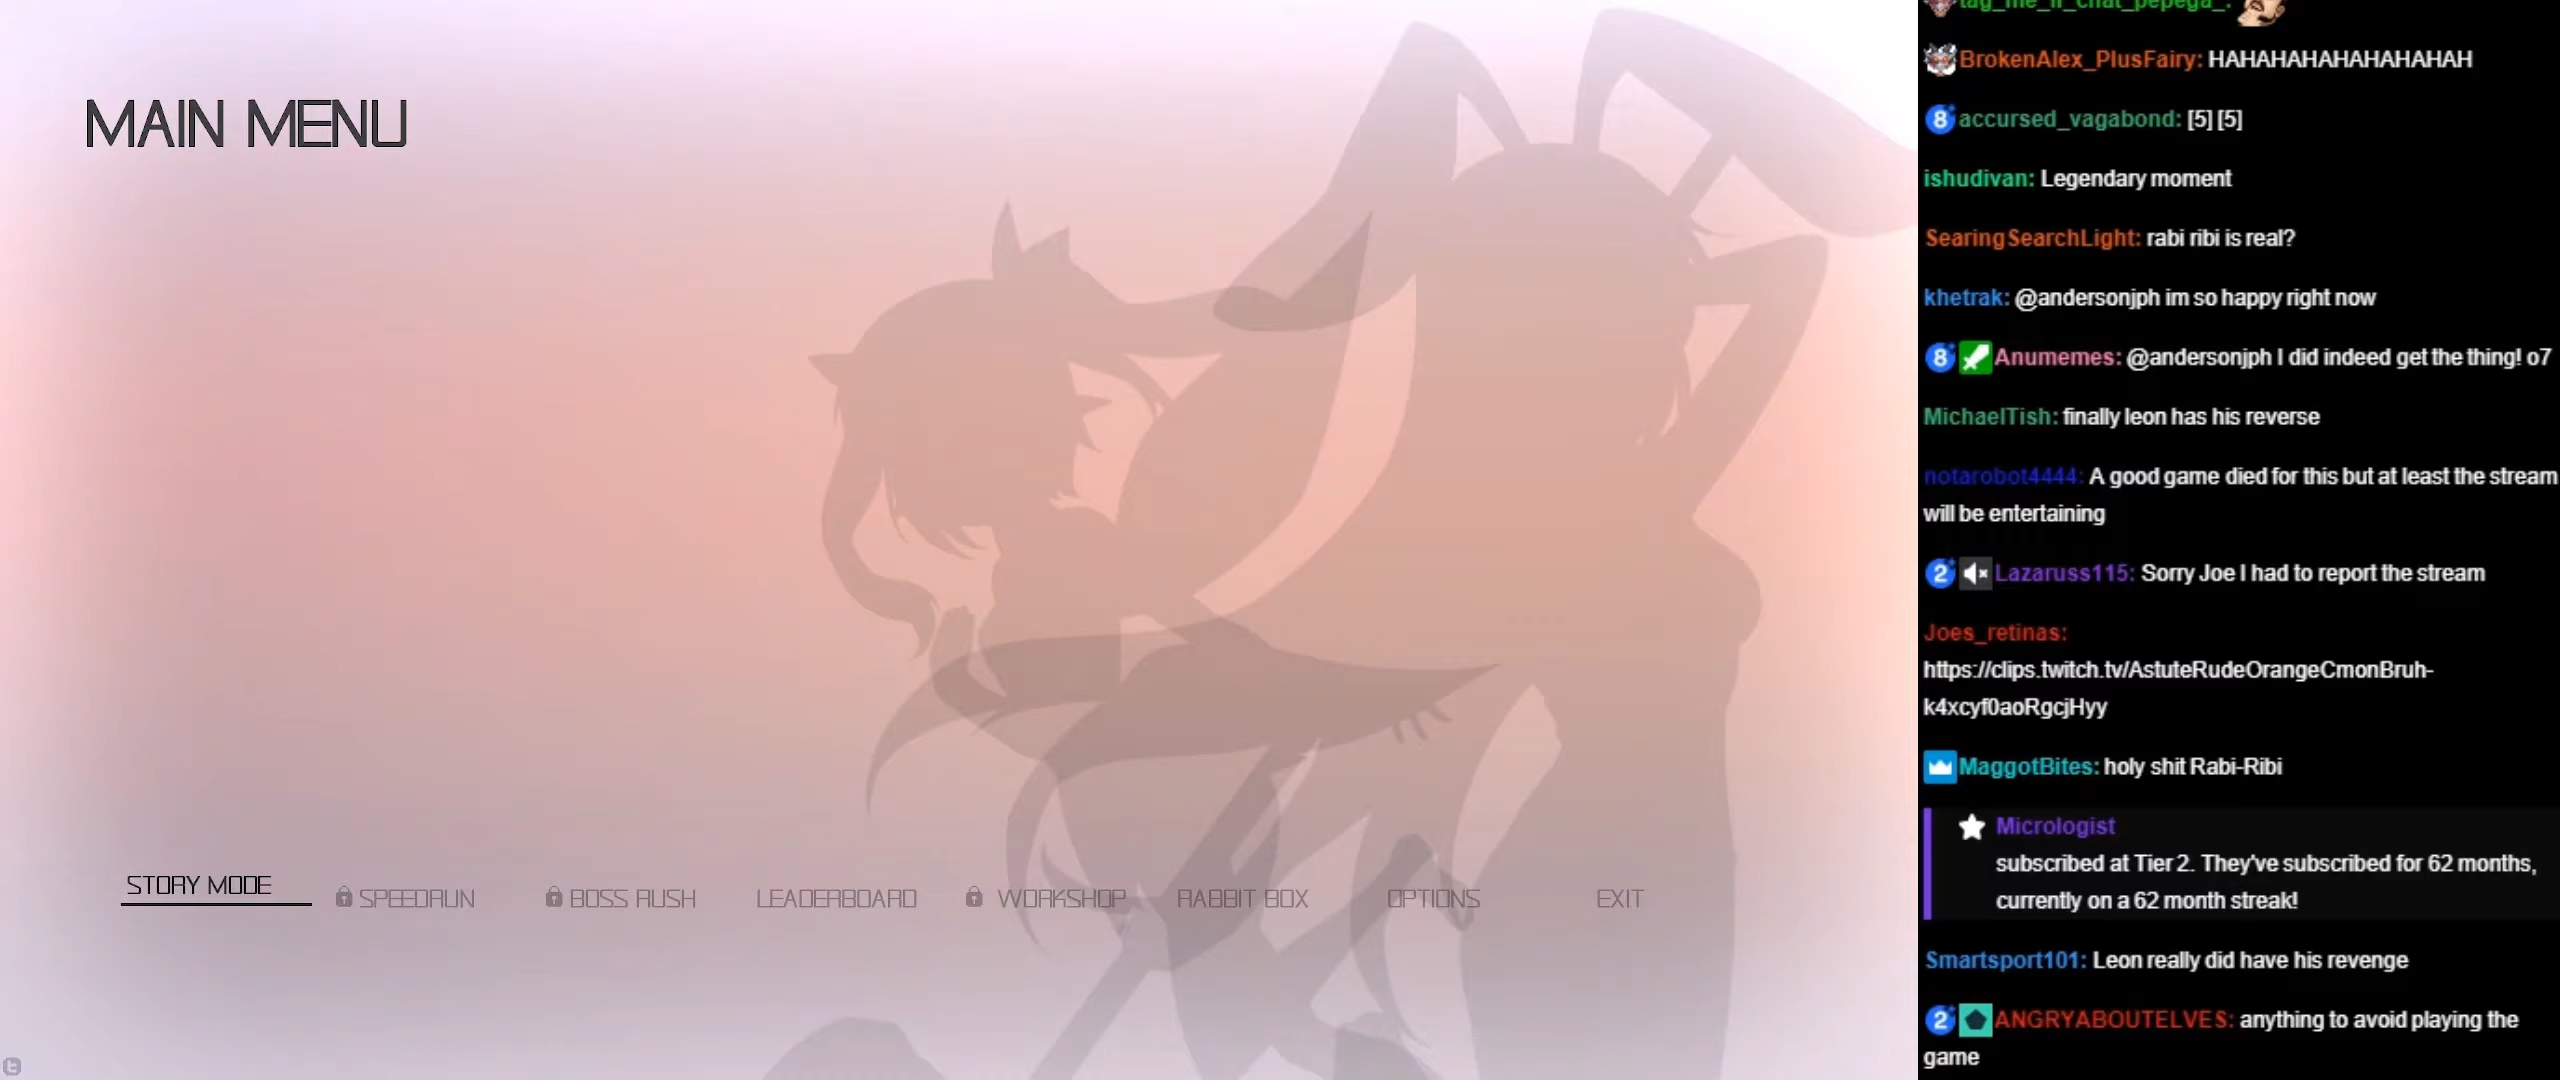 MAIN MENU
STORY MODE
SPEEDRUN
BOSS RUSH
LEADERBOARD
WORKSHOP
RABBIT BOX
OPTIONS
EXIT
tag_me_if_chat_pepega_:
BrokenAlex_PlusFairy: HAHAHAHAHAHAHAHAH
8 accursed_vagabond: [5] [5]
ishudivan: Legendary moment
SearingSearchLight: rabi ribi is real?
khetrak: @andersonjph im so happy right now
8 Anumemes: @andersonjph I did indeed get the thing! o7
MichaelTish: finally leon has his reverse
notarobot4444: A good game died for this but at least the stream
will be entertaining
2 Lazaruss115: Sorry Joe I had to report the stream
Joes_retinas:
https://clips.twitch.tv/AstuteRudeOrangeCmonBruh-
k4xcyf0aoRgcjHyy
MaggotBites: holy shit Rabi-Ribi
Micrologist
subscribed at Tier 2. They've subscribed for 62 months,
currently on a 62 month streak!
Smartsport101: Leon really did have his revenge
2 ANGRYABOUTELVES: anything to avoid playing the
game